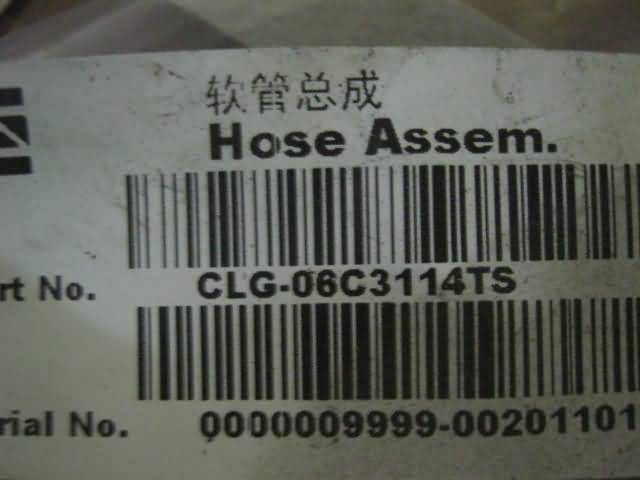 软管总成
Hose Assem.
rt No. CLG-06C3114TS
rial No. 0000009999-00201101